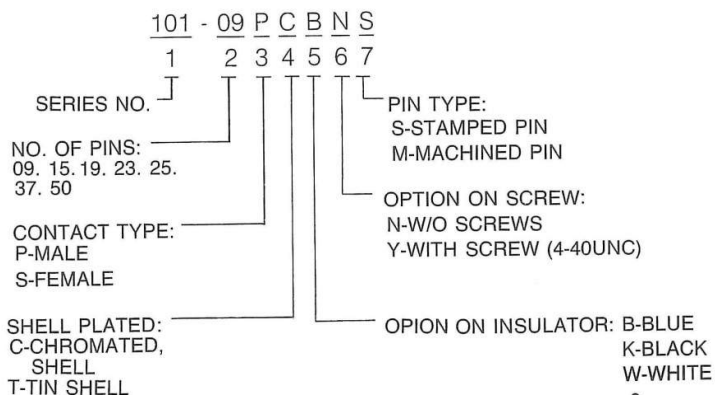 101 - 09 P C B N S
1 2 3 4 5 6 7
SERIES NO.
NO. OF PINS:
09. 15. 19. 23. 25.
37. 50
CONTACT TYPE:
P-MALE
S-FEMALE
SHELL PLATED:
C-CHROMATED,
SHELL
T-TIN SHELL
PIN TYPE:
S-STAMPED PIN
M-MACHINED PIN
OPTION ON SCREW:
N-W/O SCREWS
Y-WITH SCREW (4-40UNC)
OPION ON INSULATOR: B-BLUE
K-BLACK
W-WHITE